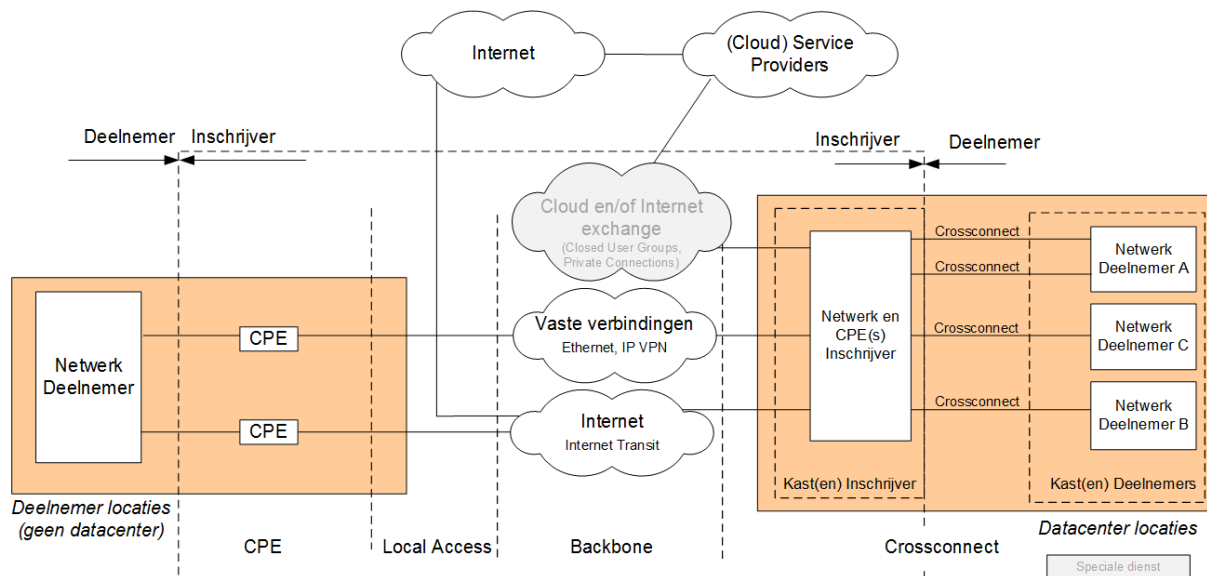 Internet
(Cloud) Service
Providers
Deelnemer
Inschrijver
Inschrijver
Deelnemer
Cloud en/of Internet
exchange
(Closed User Groups,
Private Connections)
Crossconnect
Netwerk
Deelnemer A
Crossconnect
Netwerk en
CPE(s)
Inschrijver
Vaste verbindingen
Ethernet, IP VPN
CPE
Crossconnect
Netwerk
Deelnemer C
Netwerk
Deelnemer
Internet
Internet Transit
CPE
Crossconnect
Netwerk
Deelnemer B
Kast(en) Inschrijver
Kast(en) Deelnemers
Deelnemer locaties
(geen datacenter)
Datacenter locaties
CPE
Local Access
Backbone
Crossconnect
Speciale dienst